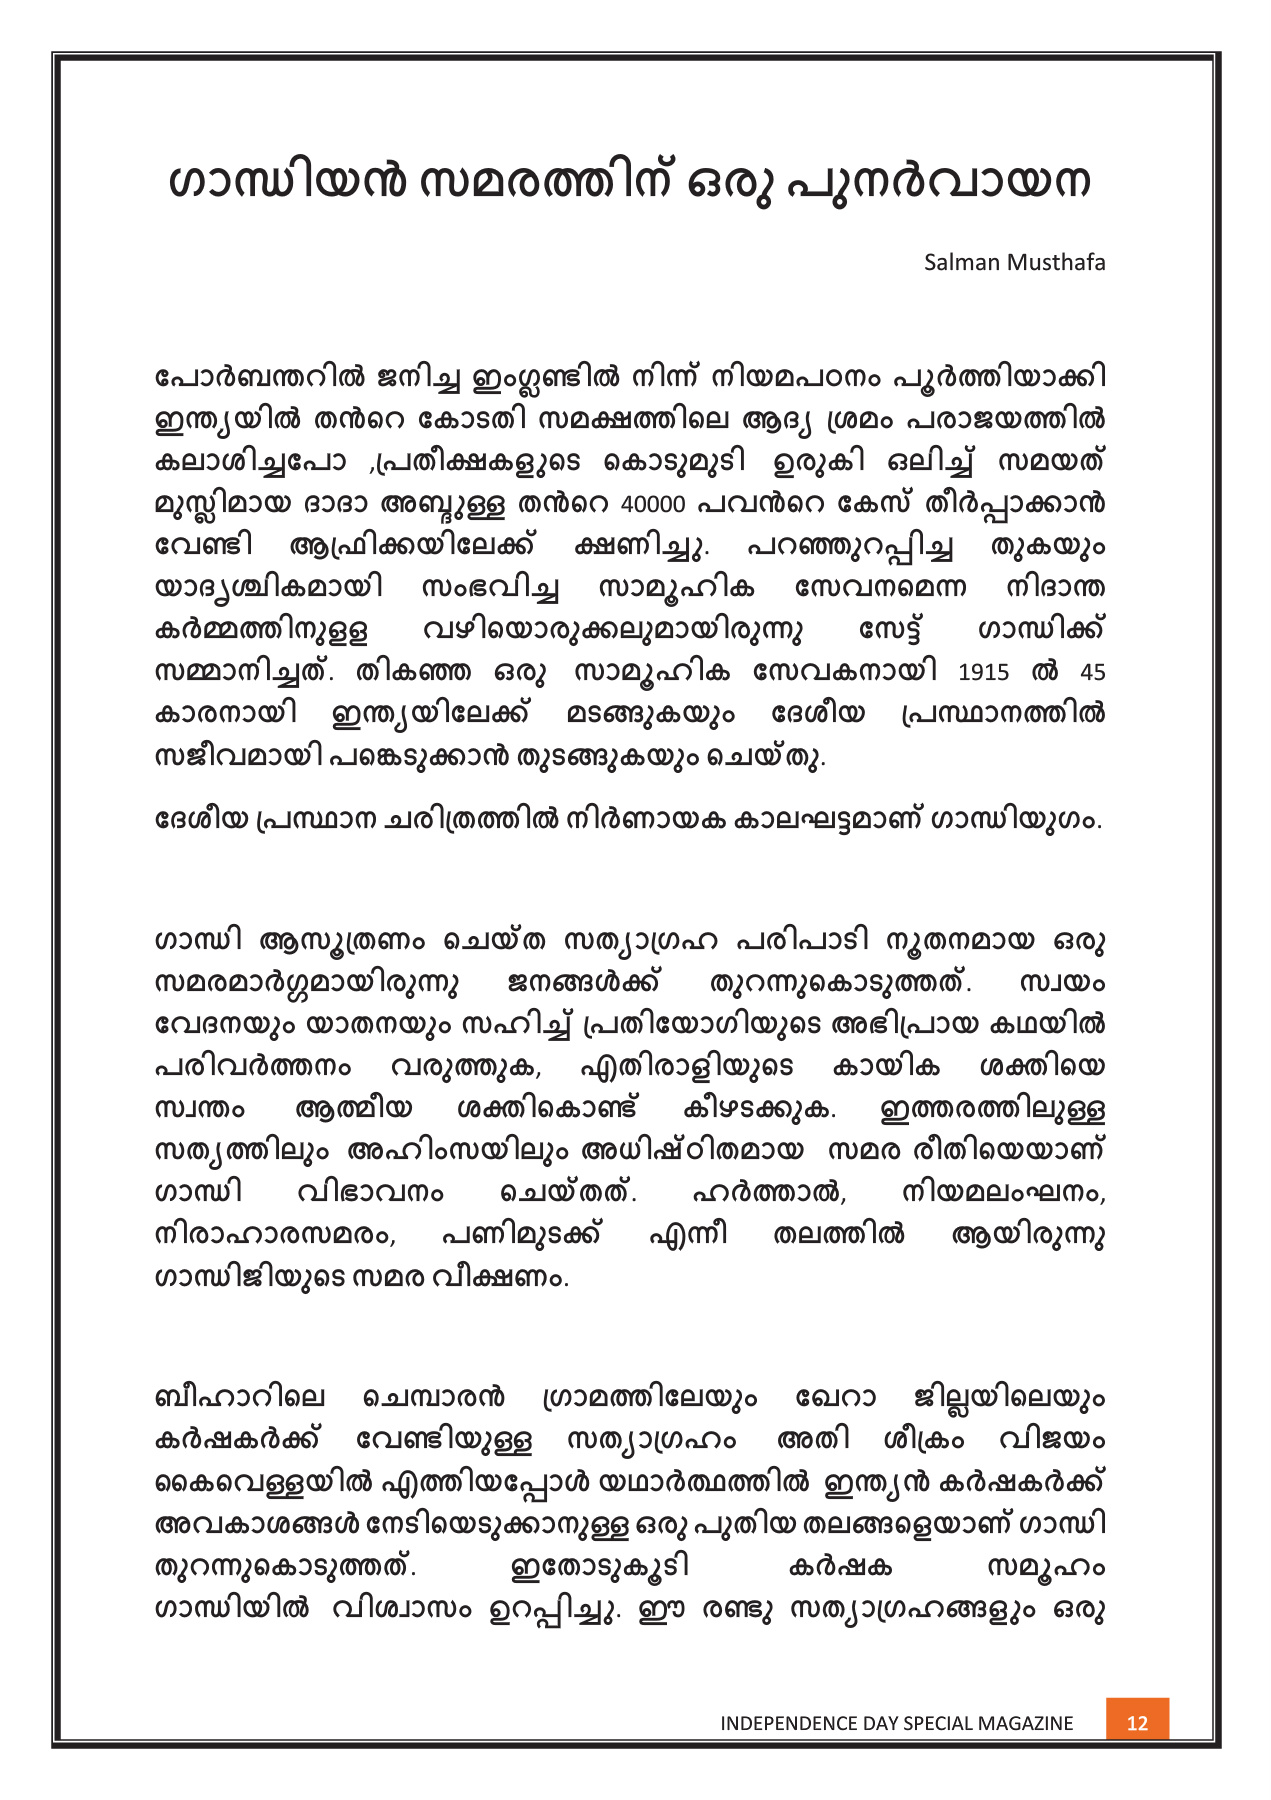 ഗാന്ധിയൻ സമരത്തിന് ഒരു പുനർവായന
Salman Musthafa
പോർബന്തറിൽ ജനിച്ച ഇംഗ്ലണ്ടിൽ നിന്ന് നിയമപഠനം പൂർത്തിയാക്കി
ഇന്ത്യയിൽ തൻറെ കോടതി സമക്ഷത്തിലെ ആദ്യ ശ്രമം പരാജയത്തിൽ
കലാശിച്ചപോ ,പ്രതീക്ഷകളുടെ കൊടുമുടി ഉരുകി ഒലിച്ച് സമയത്
മുസ്ലിമായ ദാദാ അബ്ദുള്ള തൻറെ 40000 പവൻറെ കേസ് തീർപ്പാക്കാൻ
വേണ്ടി ആഫ്രിക്കയിലേക്ക് ക്ഷണിച്ചു. പറഞ്ഞുറപ്പിച്ച തുകയും
യാദൃശ്ചികമായി സംഭവിച്ച സാമൂഹിക സേവനമെന്ന നിദാന്ത
കർമ്മത്തിനുളള വഴിയൊരുക്കലുമായിരുന്നു സേട്ട് ഗാന്ധിക്ക്
സമ്മാനിച്ചത്. തികഞ്ഞ ഒരു സാമൂഹിക സേവകനായി 1915 ൽ 45
കാരനായി ഇന്ത്യയിലേക്ക് മടങ്ങുകയും ദേശീയ പ്രസ്ഥാനത്തിൽ
സജീവമായി പങ്കെടുക്കാൻ തുടങ്ങുകയും ചെയ്തു.
ദേശീയ പ്രസ്ഥാന ചരിത്രത്തിൽ നിർണായക കാലഘട്ടമാണ് ഗാന്ധിയുഗം.
ഗാന്ധി ആസൂത്രണം ചെയ്ത സത്യാഗ്രഹ പരിപാടി നൂതനമായ ഒരു
സമരമാർഗ്ഗമായിരുന്നു ജനങ്ങൾക്ക് തുറന്നുകൊടുത്തത്. സ്വയം
വേദനയും യാതനയും സഹിച്ച് പ്രതിയോഗിയുടെ അഭിപ്രായ കഥയിൽ
പരിവർത്തനം വരുത്തുക, എതിരാളിയുടെ കായിക ശക്തിയെ
സ്വന്തം ആത്മീയ ശക്തികൊണ്ട് കീഴടക്കുക. ഇത്തരത്തിലുള്ള
സത്യത്തിലും അഹിംസയിലും അധിഷ്ഠിതമായ സമര രീതിയെയാണ്
ഗാന്ധി വിഭാവനം ചെയ്തത്. ഹർത്താൽ, നിയമലംഘനം,
നിരാഹാരസമരം, പണിമുടക്ക് എന്നീ തലത്തിൽ ആയിരുന്നു
ഗാന്ധിജിയുടെ സമര വീക്ഷണം.
ബീഹാറിലെ ചെമ്പാരൻ ഗ്രാമത്തിലേയും ഖേറാ ജില്ലയിലെയും
കർഷകർക്ക് വേണ്ടിയുള്ള സത്യാഗ്രഹം അതി ശീക്രം വിജയം
കൈവെള്ളയിൽ എത്തിയപ്പോൾ യഥാർത്ഥത്തിൽ ഇന്ത്യൻ കർഷകർക്ക്
അവകാശങ്ങൾ നേടിയെടുക്കാനുള്ള ഒരു പുതിയ തലങ്ങളെയാണ് ഗാന്ധി
തുറന്നുകൊടുത്തത്. ഇതോടുകൂടി കർഷക സമൂഹം
ഗാന്ധിയിൽ വിശ്വാസം ഉറപ്പിച്ചു. ഈ രണ്ടു സത്യാഗ്രഹങ്ങളും ഒരു
INDEPENDENCE DAY SPECIAL MAGAZINE 12